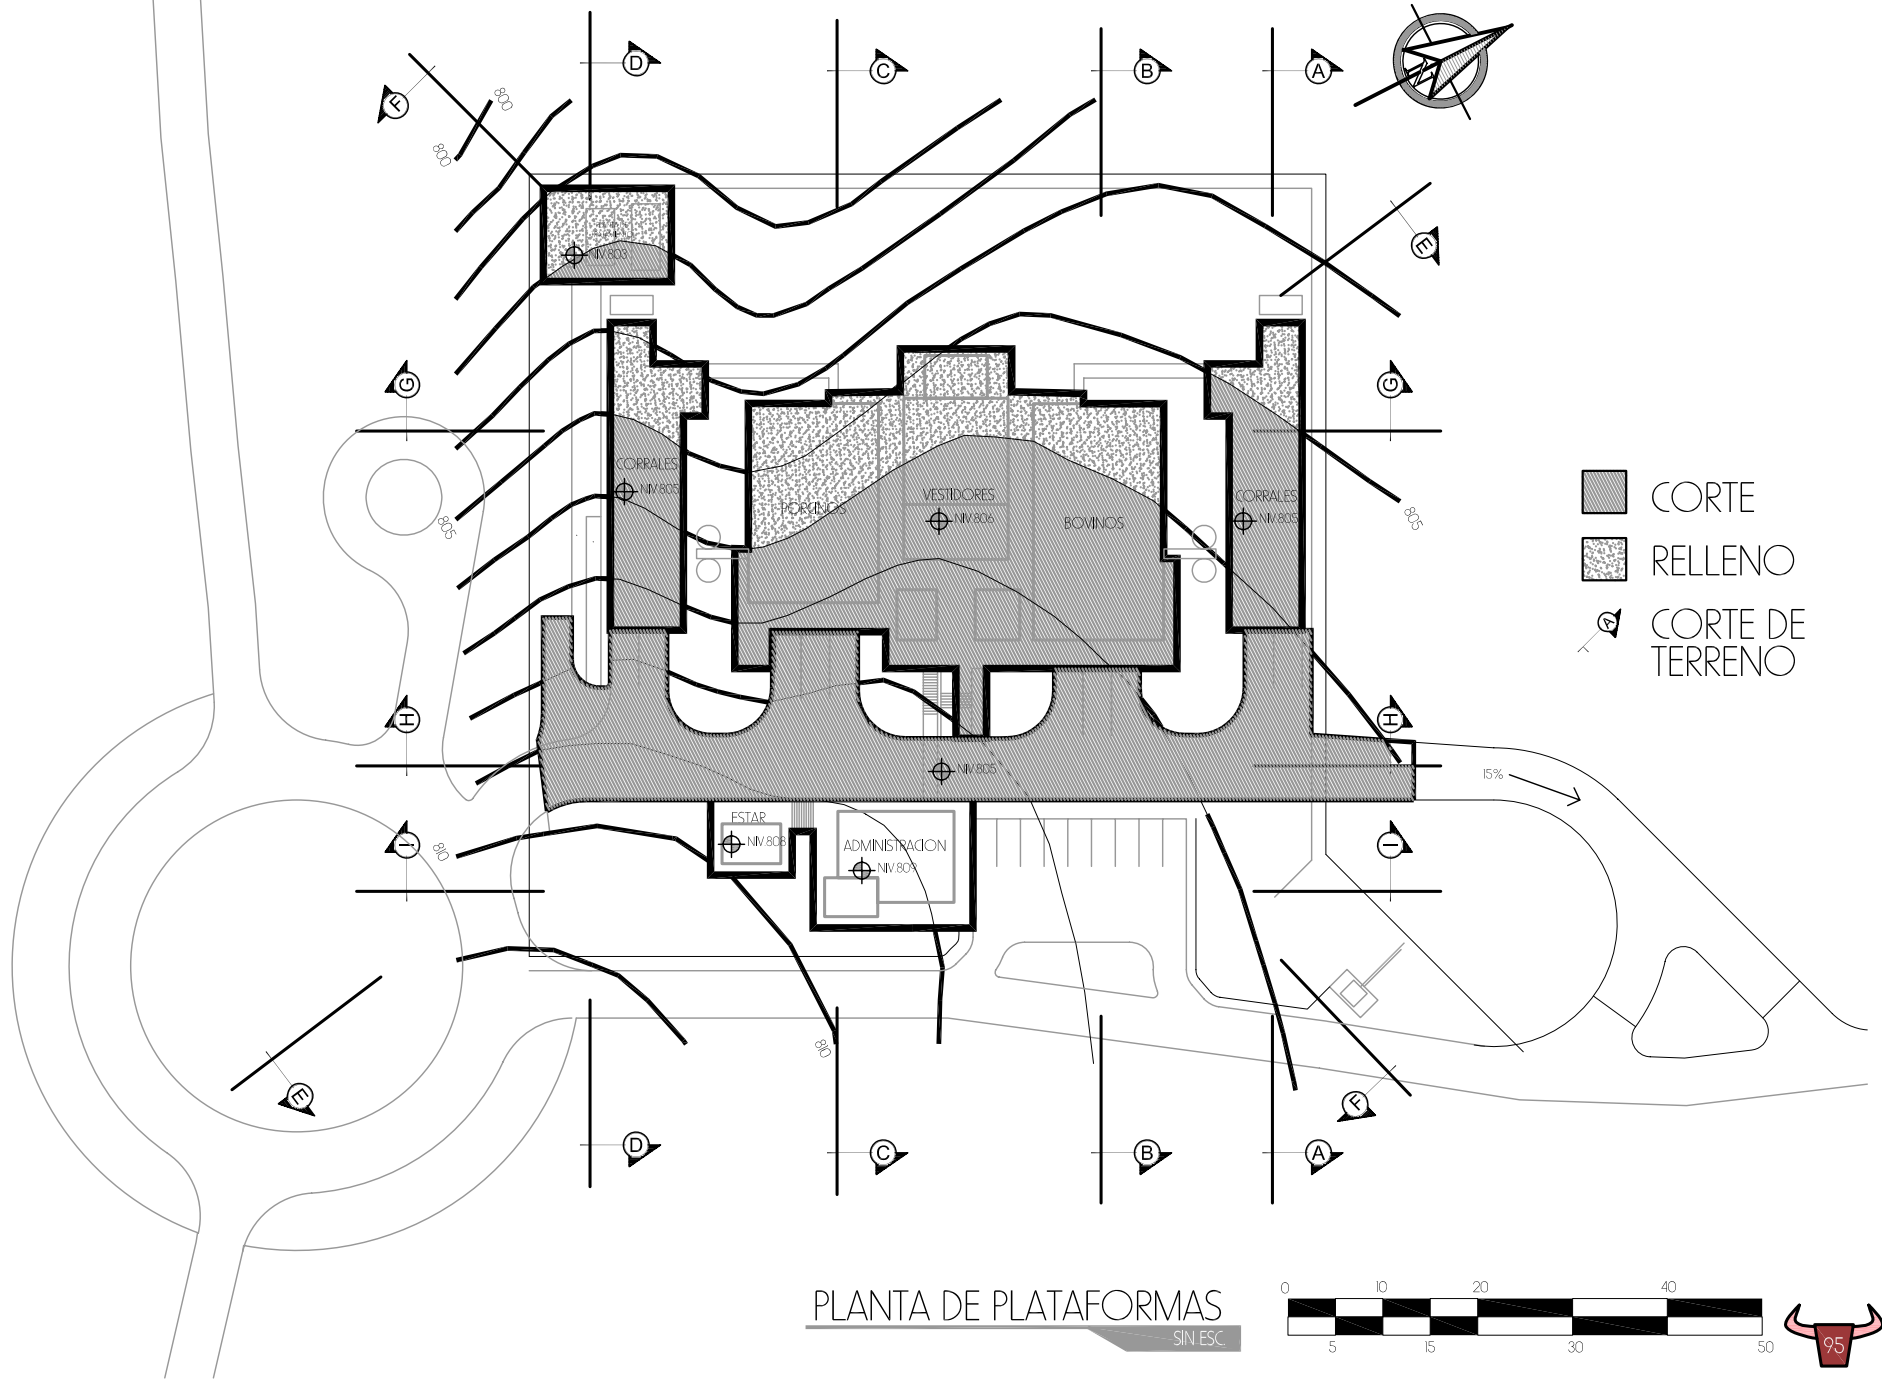 D
C
B
A
F
N
800
800
E
NIV.803
G
G
CORRALES
NIV.805
PORCINOS
VESTIDORES
NIV.806
BOVINOS
CORRALES
NIV.805
805
805
CORTE
RELLENO
A
CORTE DE
TERRENO
H
H
NIV.805
15%
I
I
810
ESTAR
NIV.808
ADMINISTRACION
NIV.809
810
E
F
D
C
B
A
PLANTA DE PLATAFORMAS
SIN ESC.
0 10 20 40
5 15 30 50
95